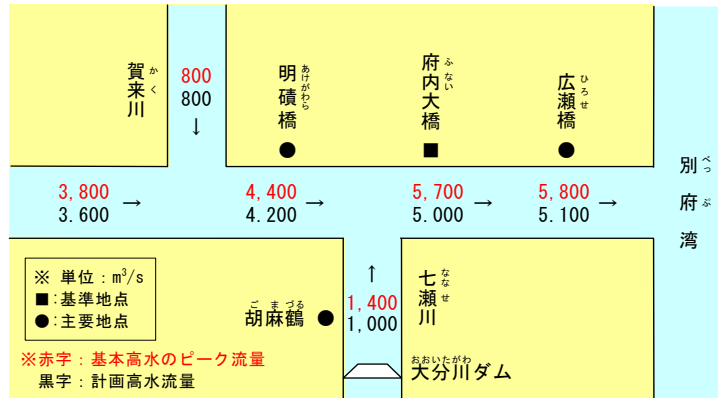 賀来川
かく
800
800
↓
明磧橋
あけがわら
府内大橋
ふない
広瀬橋
ひろせ
●
■
●
別府湾
べっぷ
3,800
3.600 →
4,400
4.200 →
5,700
5.000 →
5,800
5.100 →
※ 単位：m³/s
■:基準地点
●:主要地点
胡麻鶴 ●
ごまづる
↑
1,400
1,000
七瀬川
ななせ
※赤字：基本高水のピーク流量
黒字：計画高水流量
大分川ダム
おおいたがわ